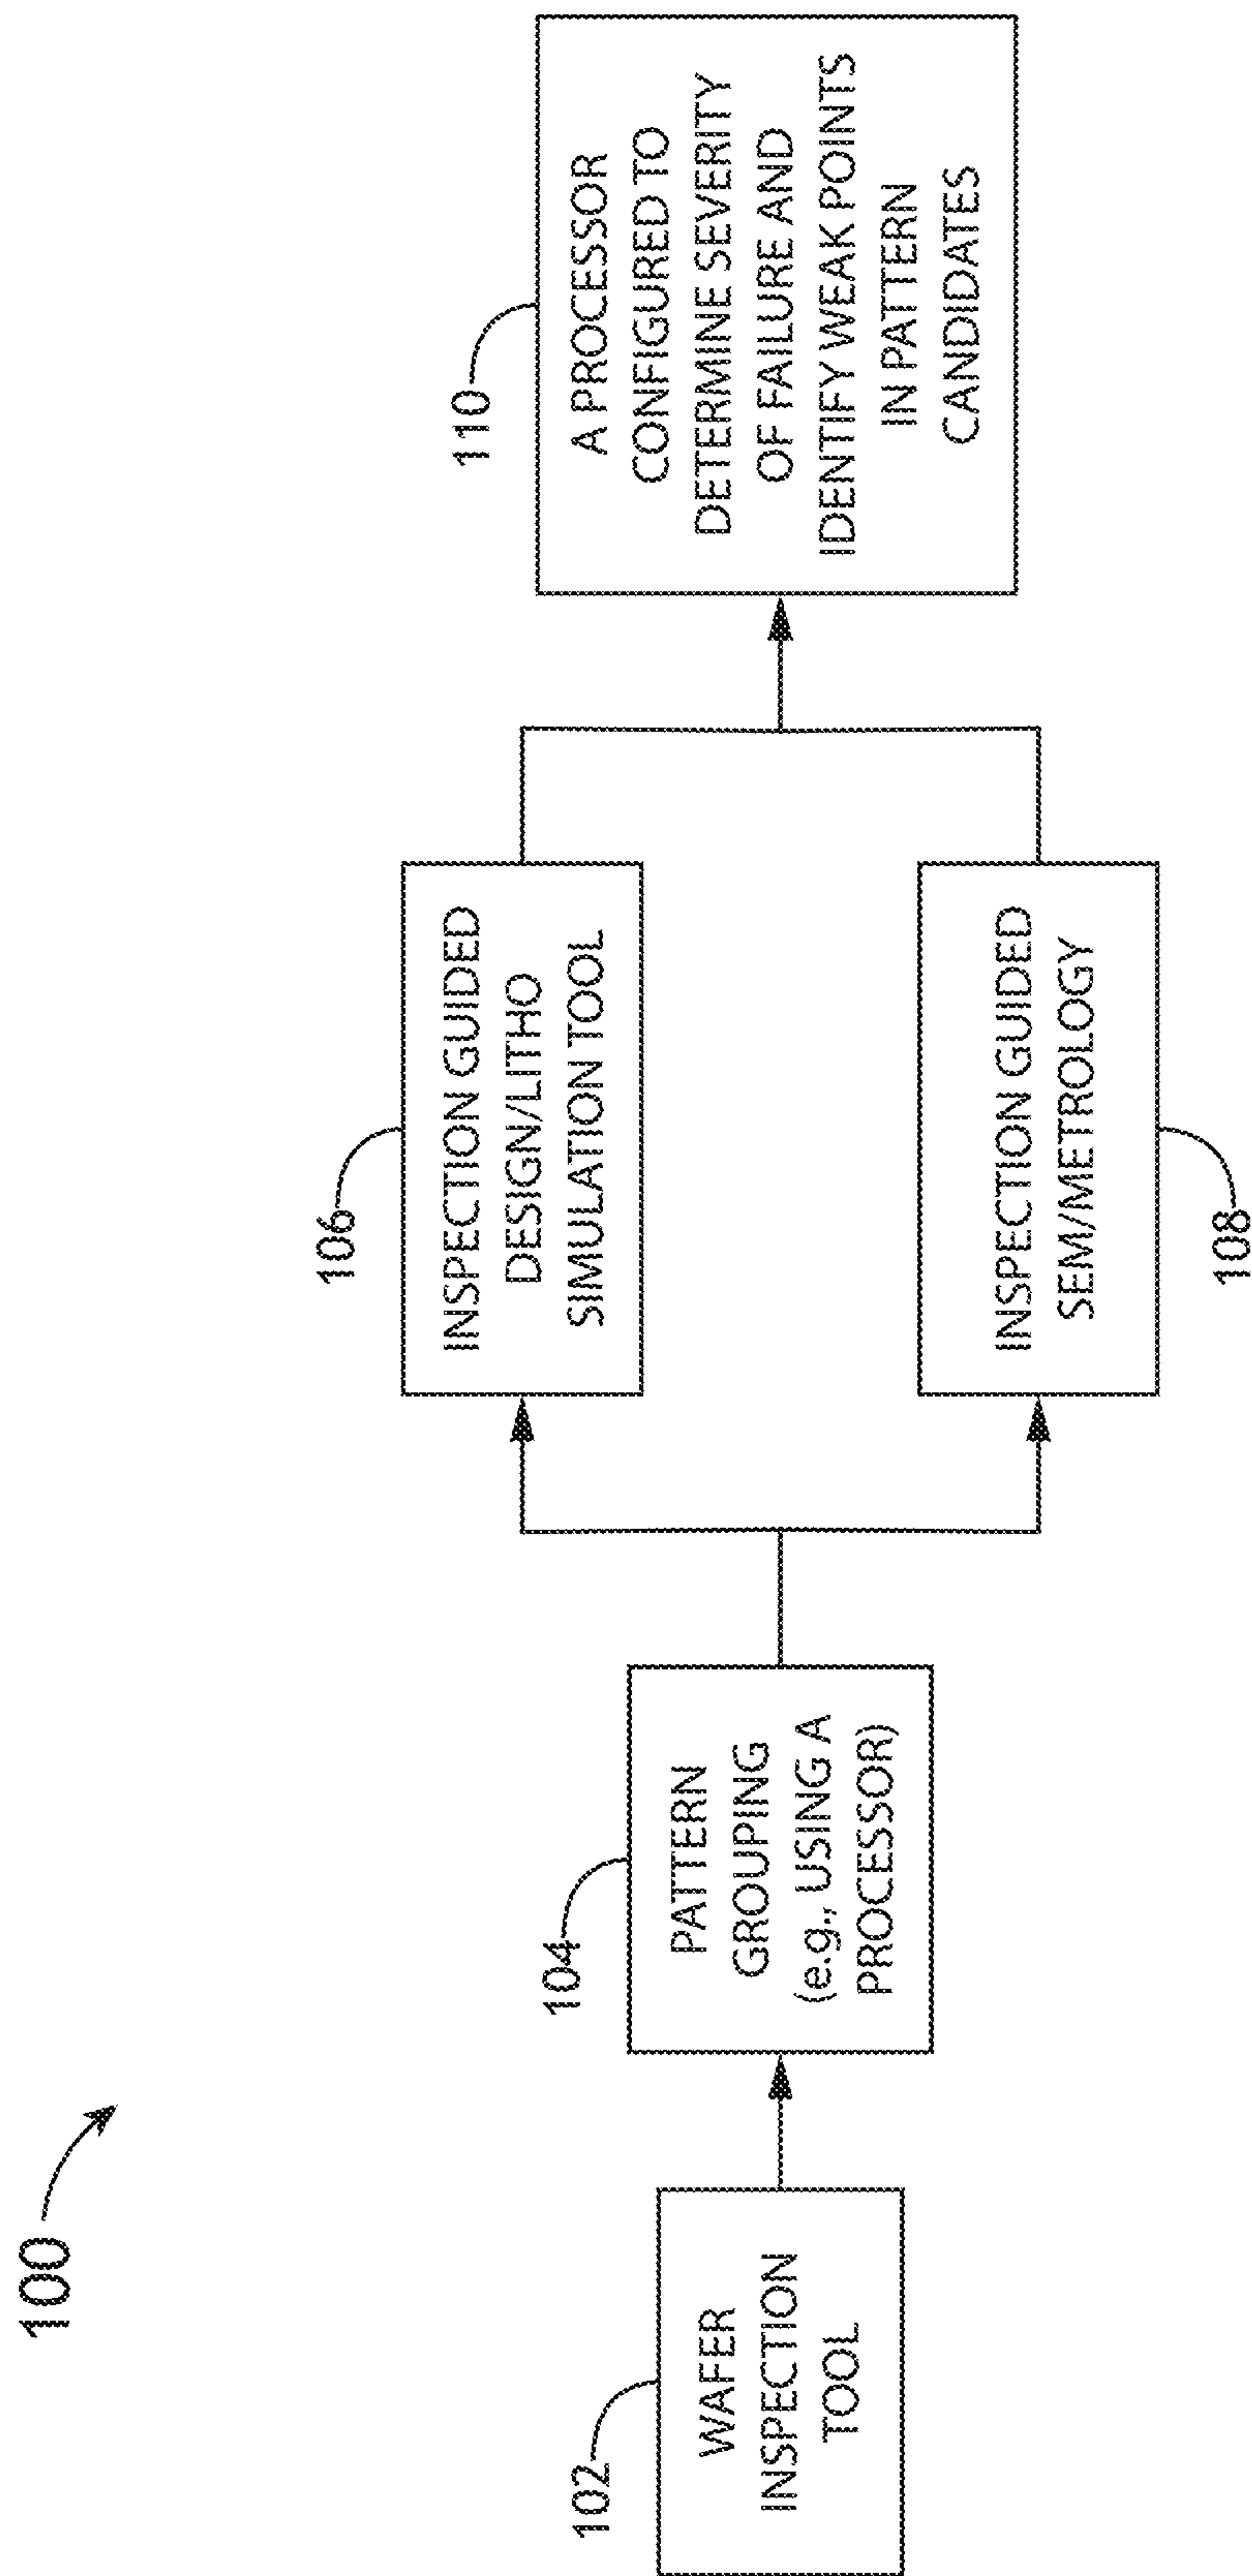 100
102
WAFER
INSPECTION
TOOL
104
PATTERN
GROUPING
(e.g., USING A
PROCESSOR)
106
INSPECTION GUIDED
DESIGN/LITHO
SIMULATION TOOL
108
INSPECTION GUIDED
SEM/METROLOGY
110
A PROCESSOR
CONFIGURED TO
DETERMINE SEVERITY
OF FAILURE AND
IDENTIFY WEAK POINTS
IN PATTERN
CANDIDATES